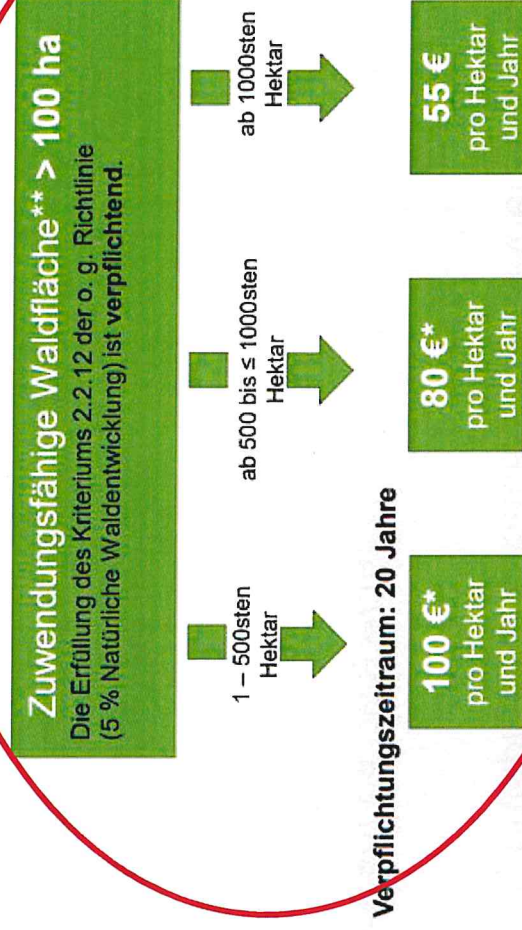 Zuwendungsfähige Waldfläche** > 100 ha
Die Erfüllung des Kriteriums 2.2.12 der o. g. Richtlinie
(5 % Natürliche Waldentwicklung) ist verpflichtend.
1 – 500sten
Hektar
ab 500 bis ≤ 1000sten
Hektar
ab 1000sten
Hektar
Verpflichtungszeitraum: 20 Jahre
100 €*
pro Hektar
und Jahr
80 €*
pro Hektar
und Jahr
55 €
pro Hektar
und Jahr